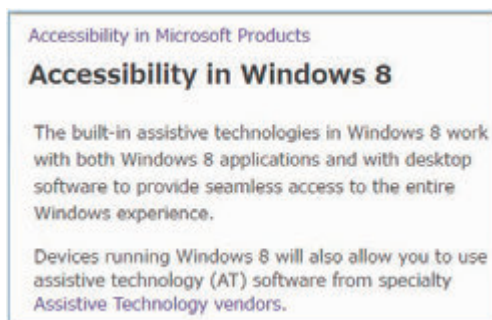 Accessibility in Microsoft Products
Accessibility in Windows 8
The built-in assistive technologies in Windows 8 work
with both Windows 8 applications and with desktop
software to provide seamless access to the entire
Windows experience.
Devices running Windows 8 will also allow you to use
assistive technology (AT) software from specialty
Assistive Technology vendors.